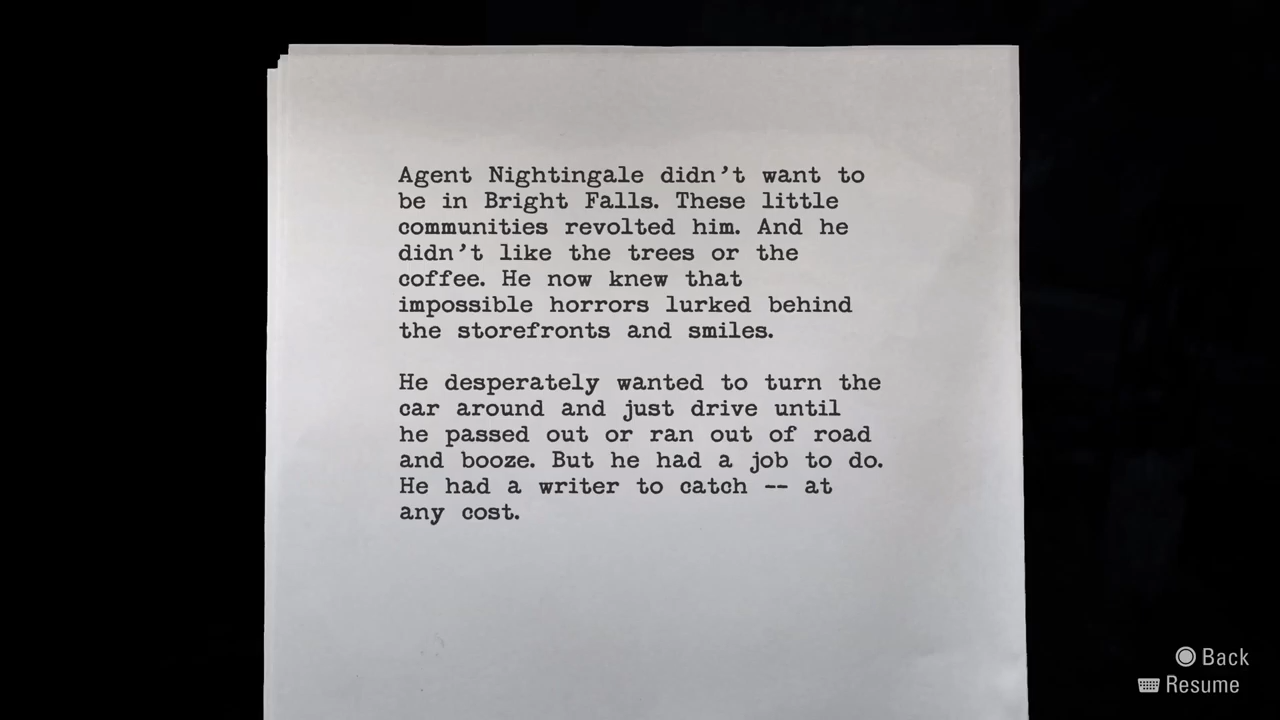 Agent Nightingale didn't want to
be in Bright Falls. These little
communities revolted him. And he
didn't like the trees or the
coffee. He now knew that
impossible horrors lurked behind
the storefronts and smiles.
He desperately wanted to turn the
car around and just drive until
he passed out or ran out of road
and booze. But he had a job to do.
He had a writer to catch -- at
any cost.
Back
Resume